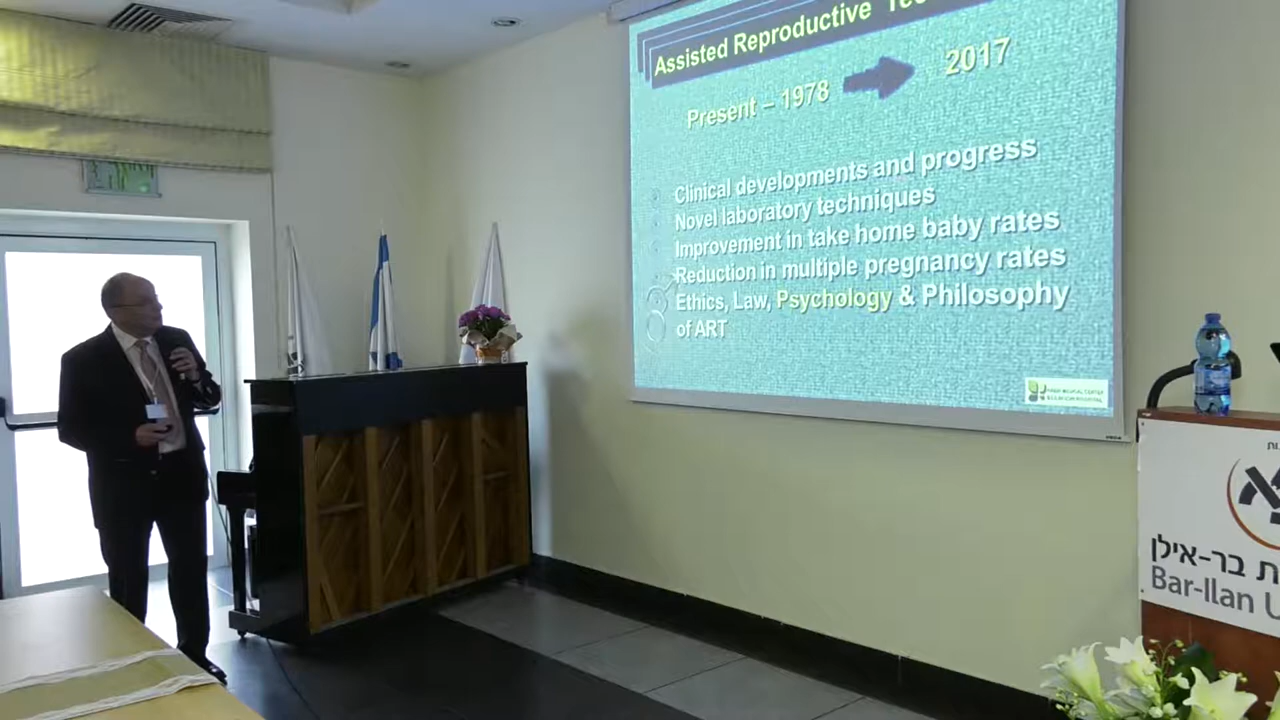 Assisted Reproductive
2017
Present – 1978
Clinical developments and progress
Novel laboratory techniques
Improvement in take home baby rates
Reduction in multiple pregnancy rates
Ethics, Law, Psychology & Philosophy
of ART
בר-אילן
Bar-Ilan U